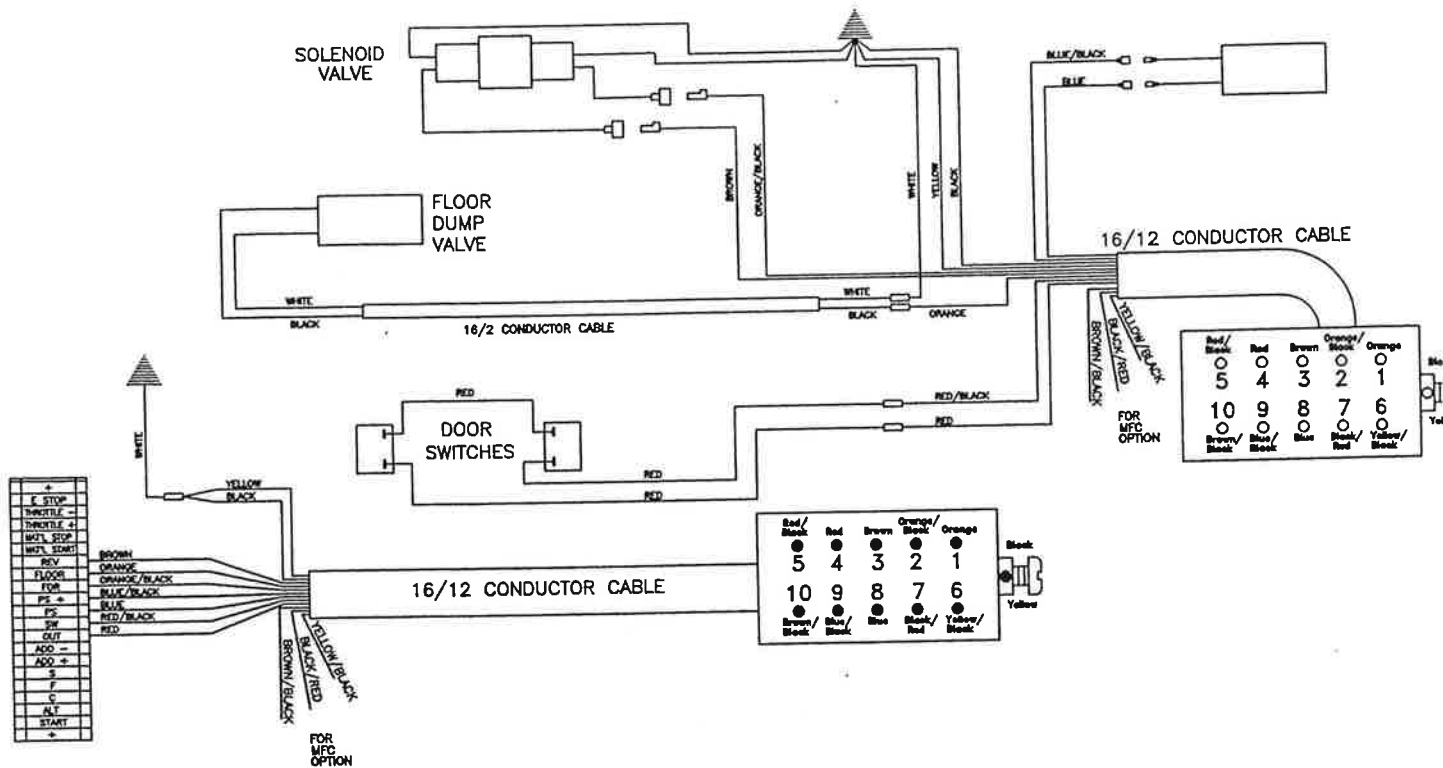 SOLENOID
VALVE
BLUE/BLACK
BLUE
BROWN
ORANGE/BLACK
WHITE
YELLOW
BLACK
FLOOR
DUMP
VALVE
16/12 CONDUCTOR CABLE
WHITE
BLACK
16/2 CONDUCTOR CABLE
WHITE
BLACK
ORANGE
YELLOW/BLACK
BLACK/RED
BROWN/BLACK
FOR
MFC
OPTION
Red/
Black
Red
Brown
Orange/
Black
Orange
5 4 3 2 1
10 9 8 7 6
Brown/
Black
Blue/
Black
Blue
Black/
Red
Yellow/
Black
Blac
Yell
RED
DOOR
SWITCHES
RED/BLACK
RED
RED
RED
WHITE
YELLOW
BLACK
+
E STOP
THROTTLE -
THROTTLE +
MAT'L STOP
MAT'L START
REV
FLOOR
FOR
PS +
PS
SW
OUT
ADD -
ADD +
S
F
C
ALT
START
+
BROWN
ORANGE
ORANGE/BLACK
BLUE/BLACK
BLUE
RED/BLACK
RED
16/12 CONDUCTOR CABLE
YELLOW/BLACK
BLACK/RED
BROWN/BLACK
FOR
MFC
OPTION
Red/
Black
Red
Brown
Orange/
Black
Orange
5 4 3 2 1
10 9 8 7 6
Brown/
Black
Blue/
Black
Blue
Black/
Red
Yellow/
Black
Black
Yellow